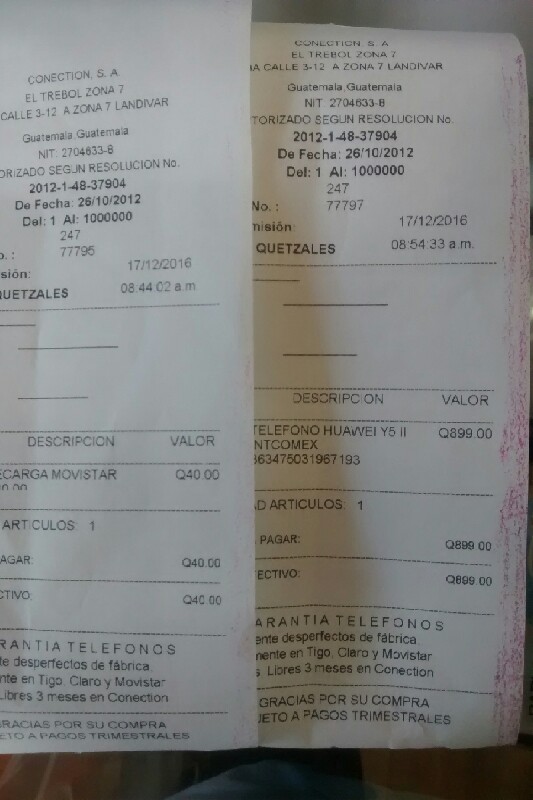 CONECTION, S. A.
EL TREBOL ZONA 7
CALLE 3-12 A ZONA 7 LANDIVAR
Guatemala,Guatemala
NIT: 2704633-8
ORIZADO SEGUN RESOLUCION No.
2012-1-48-37904
De Fecha: 26/10/2012
Del: 1 Al: 1000000
247
o. : 77795
sión: 17/12/2016
QUETZALES 08:44:02 a.m.
DESCRIPCION VALOR
ECARGA MOVISTAR Q40.00
ARTICULOS: 1
AGAR: Q40.00
CTIVO: Q40.00
RANTIA TELEFONOS
te desperfectos de fábrica.
nte en Tigo, Claro y Movistar
Libres 3 meses en Conection
GRACIAS POR SU COMPRA
TO A PAGOS TRIMESTRALES
CONECTION, S. A.
EL TREBOL ZONA 7
IA CALLE 3-12 A ZONA 7 LANDIVAR
Guatemala,Guatemala
NIT: 2704633-8
TORIZADO SEGUN RESOLUCION No.
2012-1-48-37904
De Fecha: 26/10/2012
Del: 1 Al: 1000000
247
No. : 77797
misión: 17/12/2016
QUETZALES 08:54:33 a.m.
DESCRIPCION VALOR
TELEFONO HUAWEI Y5 II Q899.00
NTCOMEX
863475031967193
D ARTICULOS: 1
PAGAR: Q899.00
ECTIVO: Q899.00
ARANTIA TELEFONOS
ente desperfectos de fábrica.
mente en Tigo, Claro y Movistar
s Libres 3 meses en Conection
GRACIAS POR SU COMPRA
JETO A PAGOS TRIMESTRALES